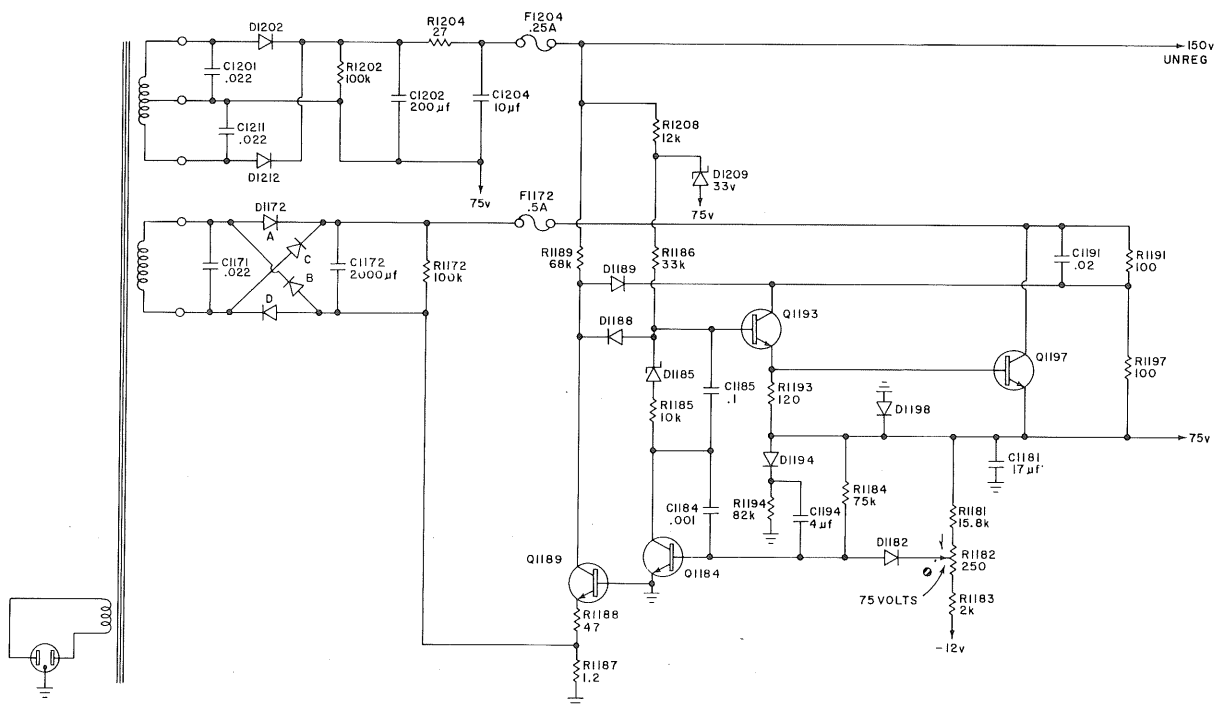 D1202
C1201
.022
C1211
.022
D1212
R1202
100k
C1202
200µf
R1204
27
C1204
10µf
75v
F1204
.25A
150v
UNREG
R1208
12k
D1209
33v
75v
D1172
A
C
B
D
C1171
.022
C1172
2000µf
R1172
100k
F1172
.5A
R1189
68k
R1186
33k
D1189
D1188
C1191
.02
R1191
100
Q1193
Q1197
R1197
100
D1185
R1185
10k
C1185
.1
R1193
120
D1198
75v
D1194
R1194
82k
C1194
4µf
R1184
75k
C1181
17µf
R1181
15.8k
C1184
.001
D1182
R1182
250
75 VOLTS
R1183
2k
-12v
Q1189
Q1184
R1188
47
R1187
1.2